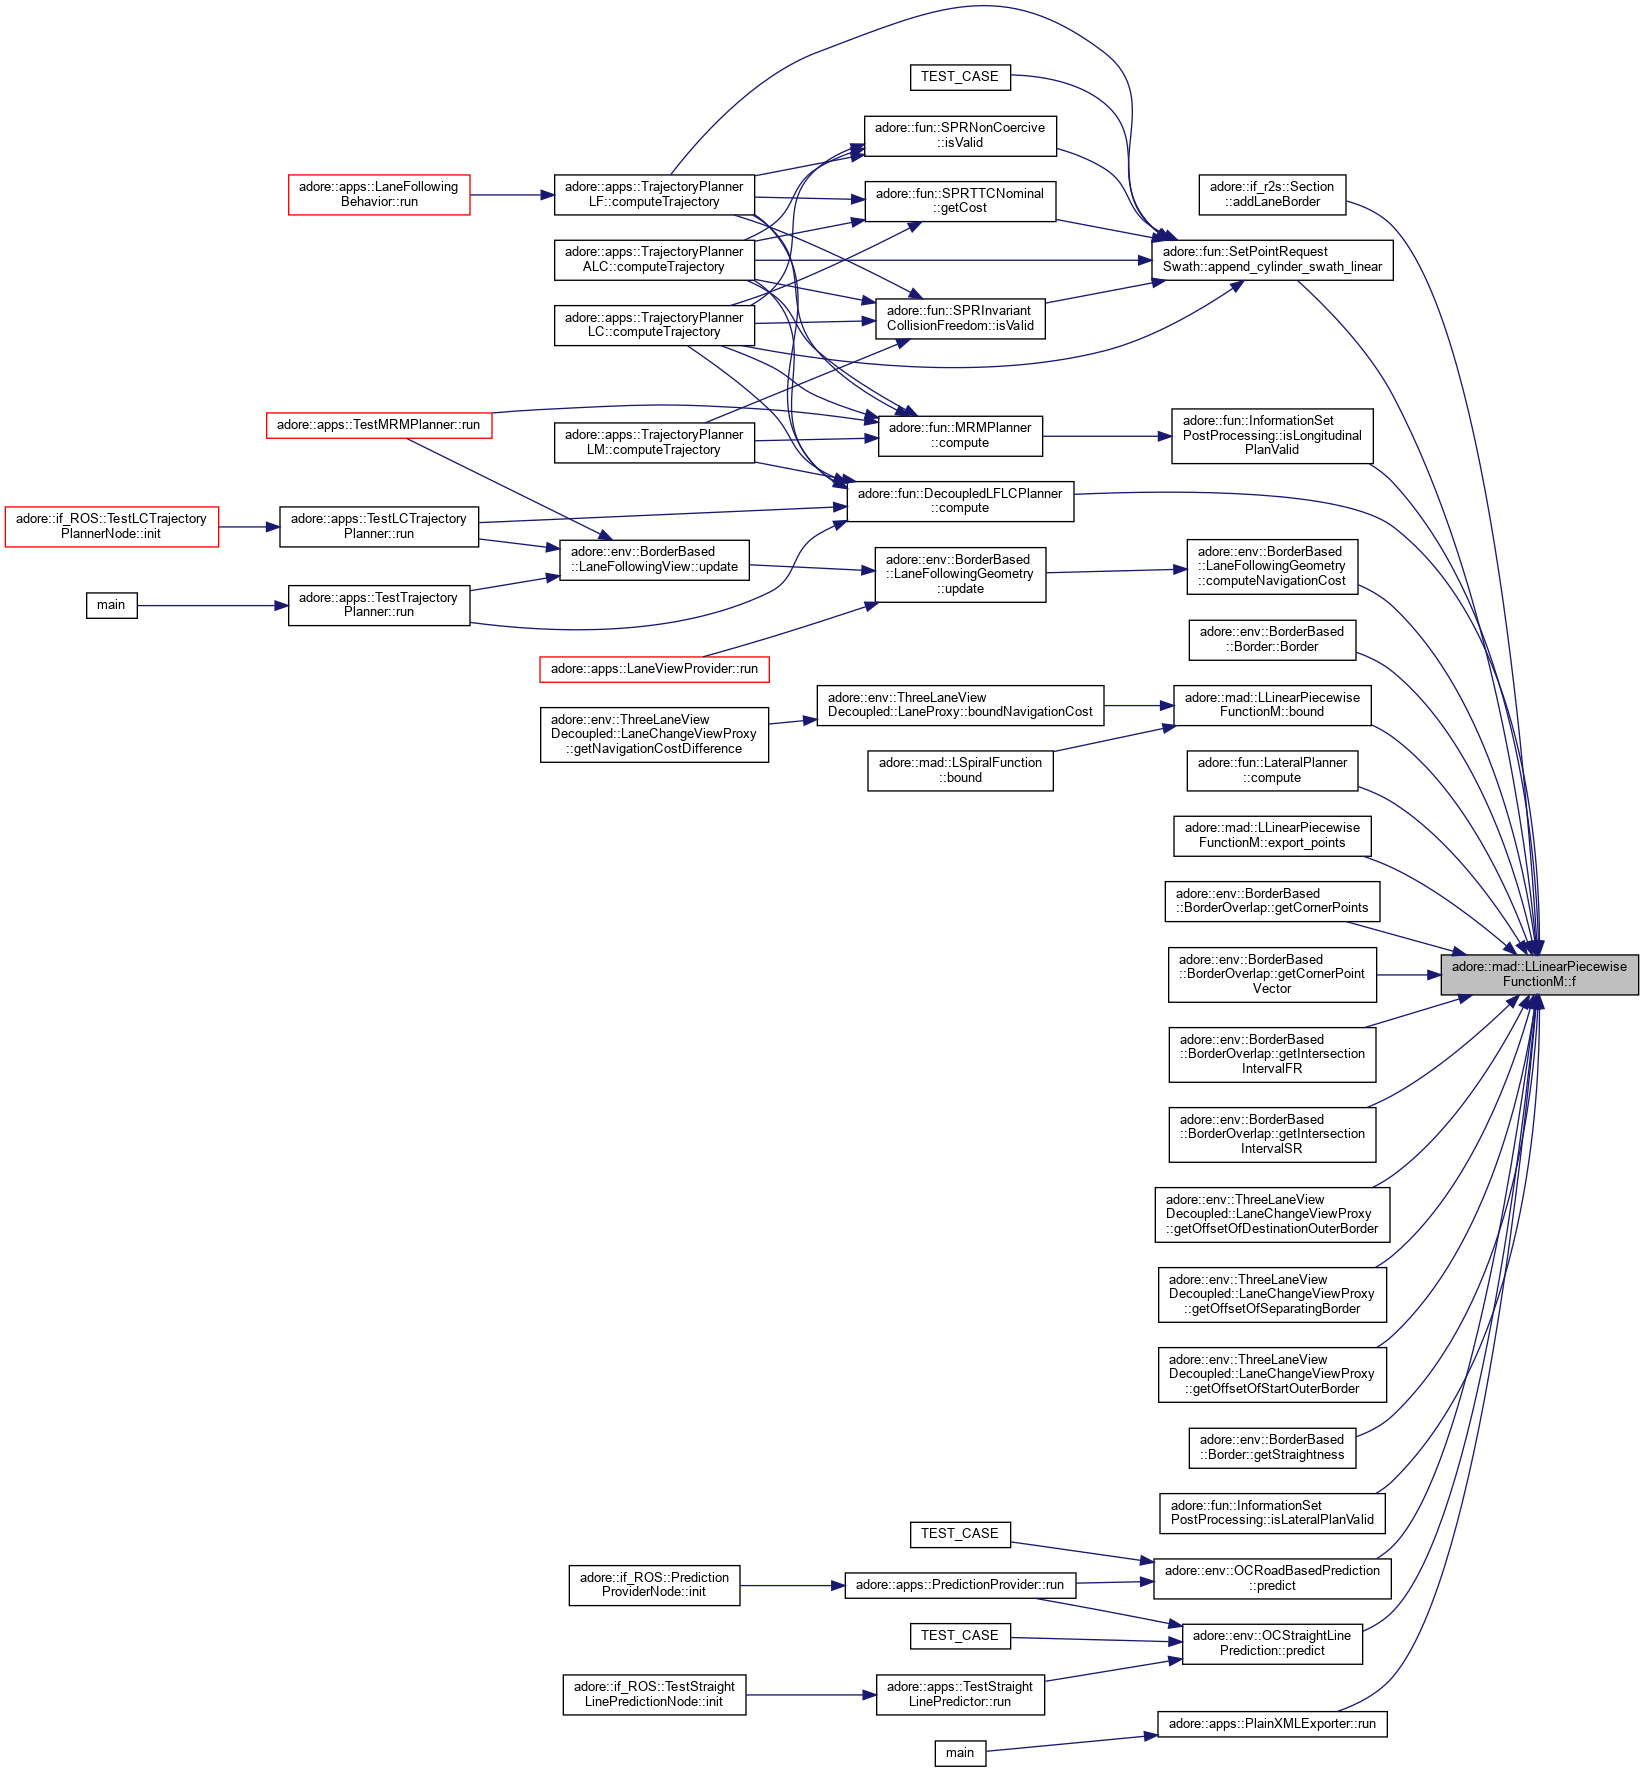 TEST_CASE
adore::fun::SPRNonCoercive
::isValid
adore::apps::LaneFollowing
Behavior::run
adore::apps::TrajectoryPlanner
LF::computeTrajectory
adore::fun::SPRTTCNominal
::getCost
adore::if_r2s::Section
::addLaneBorder
adore::apps::TrajectoryPlanner
ALC::computeTrajectory
adore::fun::SetPointRequest
Swath::append_cylinder_swath_linear
adore::apps::TrajectoryPlanner
LC::computeTrajectory
adore::fun::SPRInvariant
CollisionFreedom::isValid
adore::apps::TestMRMPlanner::run
adore::apps::TrajectoryPlanner
LM::computeTrajectory
adore::fun::MRMPlanner
::compute
adore::fun::InformationSet
PostProcessing::isLongitudinal
PlanValid
adore::fun::DecoupledLFLCPlanner
::compute
adore::if_ROS::TestLCTrajectory
PlannerNode::init
adore::apps::TestLCTrajectory
Planner::run
adore::env::BorderBased
::LaneFollowingView::update
adore::env::BorderBased
::LaneFollowingGeometry
::update
adore::env::BorderBased
::LaneFollowingGeometry
::computeNavigationCost
main
adore::apps::TestTrajectory
Planner::run
adore::env::BorderBased
::Border::Border
adore::apps::LaneViewProvider::run
adore::env::ThreeLaneView
Decoupled::LaneChangeViewProxy
::getNavigationCostDifference
adore::env::ThreeLaneView
Decoupled::LaneProxy::boundNavigationCost
adore::mad::LLinearPiecewise
FunctionM::bound
adore::mad::LSpiralFunction
::bound
adore::fun::LateralPlanner
::compute
adore::mad::LLinearPiecewise
FunctionM::export_points
adore::env::BorderBased
::BorderOverlap::getCornerPoints
adore::env::BorderBased
::BorderOverlap::getCornerPoint
Vector
adore::mad::LLinearPiecewise
FunctionM::f
adore::env::BorderBased
::BorderOverlap::getIntersection
IntervalFR
adore::env::BorderBased
::BorderOverlap::getIntersection
IntervalSR
adore::env::ThreeLaneView
Decoupled::LaneChangeViewProxy
::getOffsetOfDestinationOuterBorder
adore::env::ThreeLaneView
Decoupled::LaneChangeViewProxy
::getOffsetOfSeparatingBorder
adore::env::ThreeLaneView
Decoupled::LaneChangeViewProxy
::getOffsetOfStartOuterBorder
adore::env::BorderBased
::Border::getStraightness
adore::fun::InformationSet
PostProcessing::isLateralPlanValid
TEST_CASE
adore::env::OCRoadBasedPrediction
::predict
adore::if_ROS::Prediction
ProviderNode::init
adore::apps::PredictionProvider::run
TEST_CASE
adore::env::OCStraightLine
Prediction::predict
adore::if_ROS::TestStraight
LinePredictionNode::init
adore::apps::TestStraight
LinePredictor::run
adore::apps::PlainXMLExporter::run
main